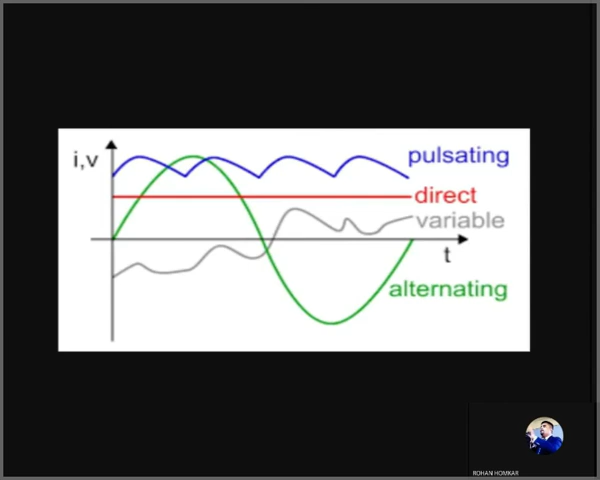 i,v
pulsating
direct
variable
t
alternating
ROHAN HOMKAR